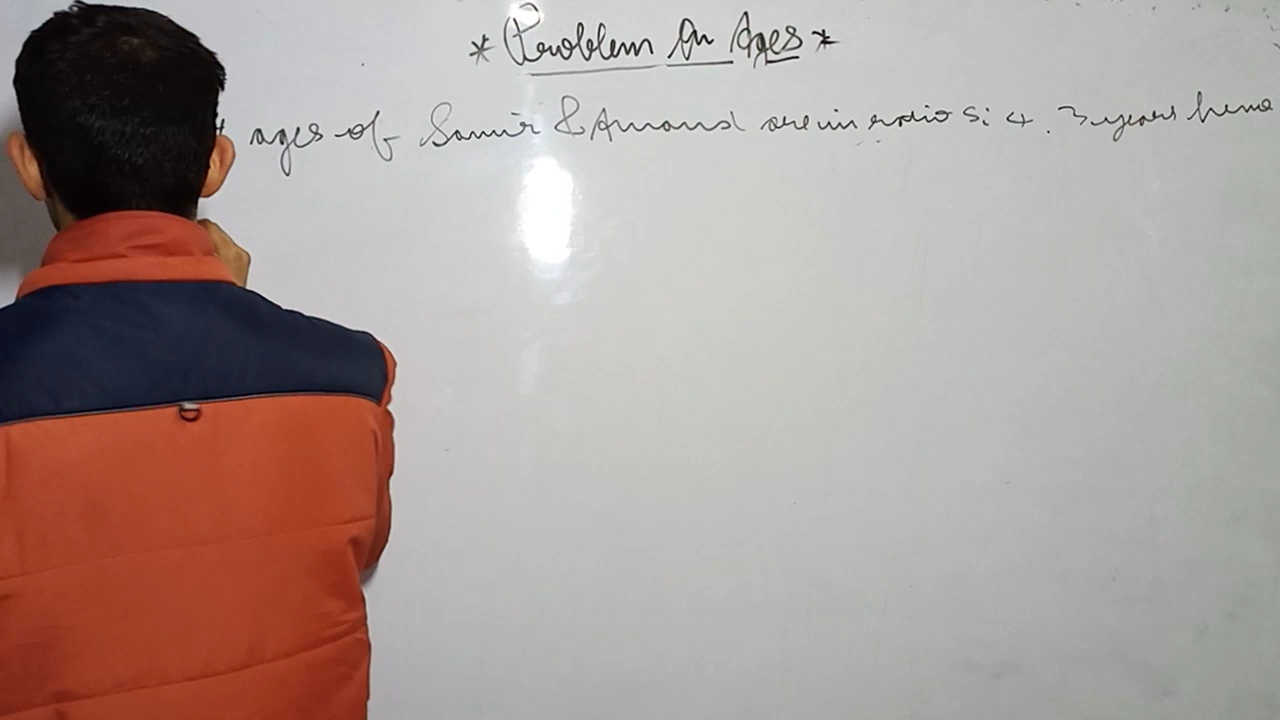 * Problem On Ages *
ages of Samir & Anand are in ratio 5:4. 3 years hence